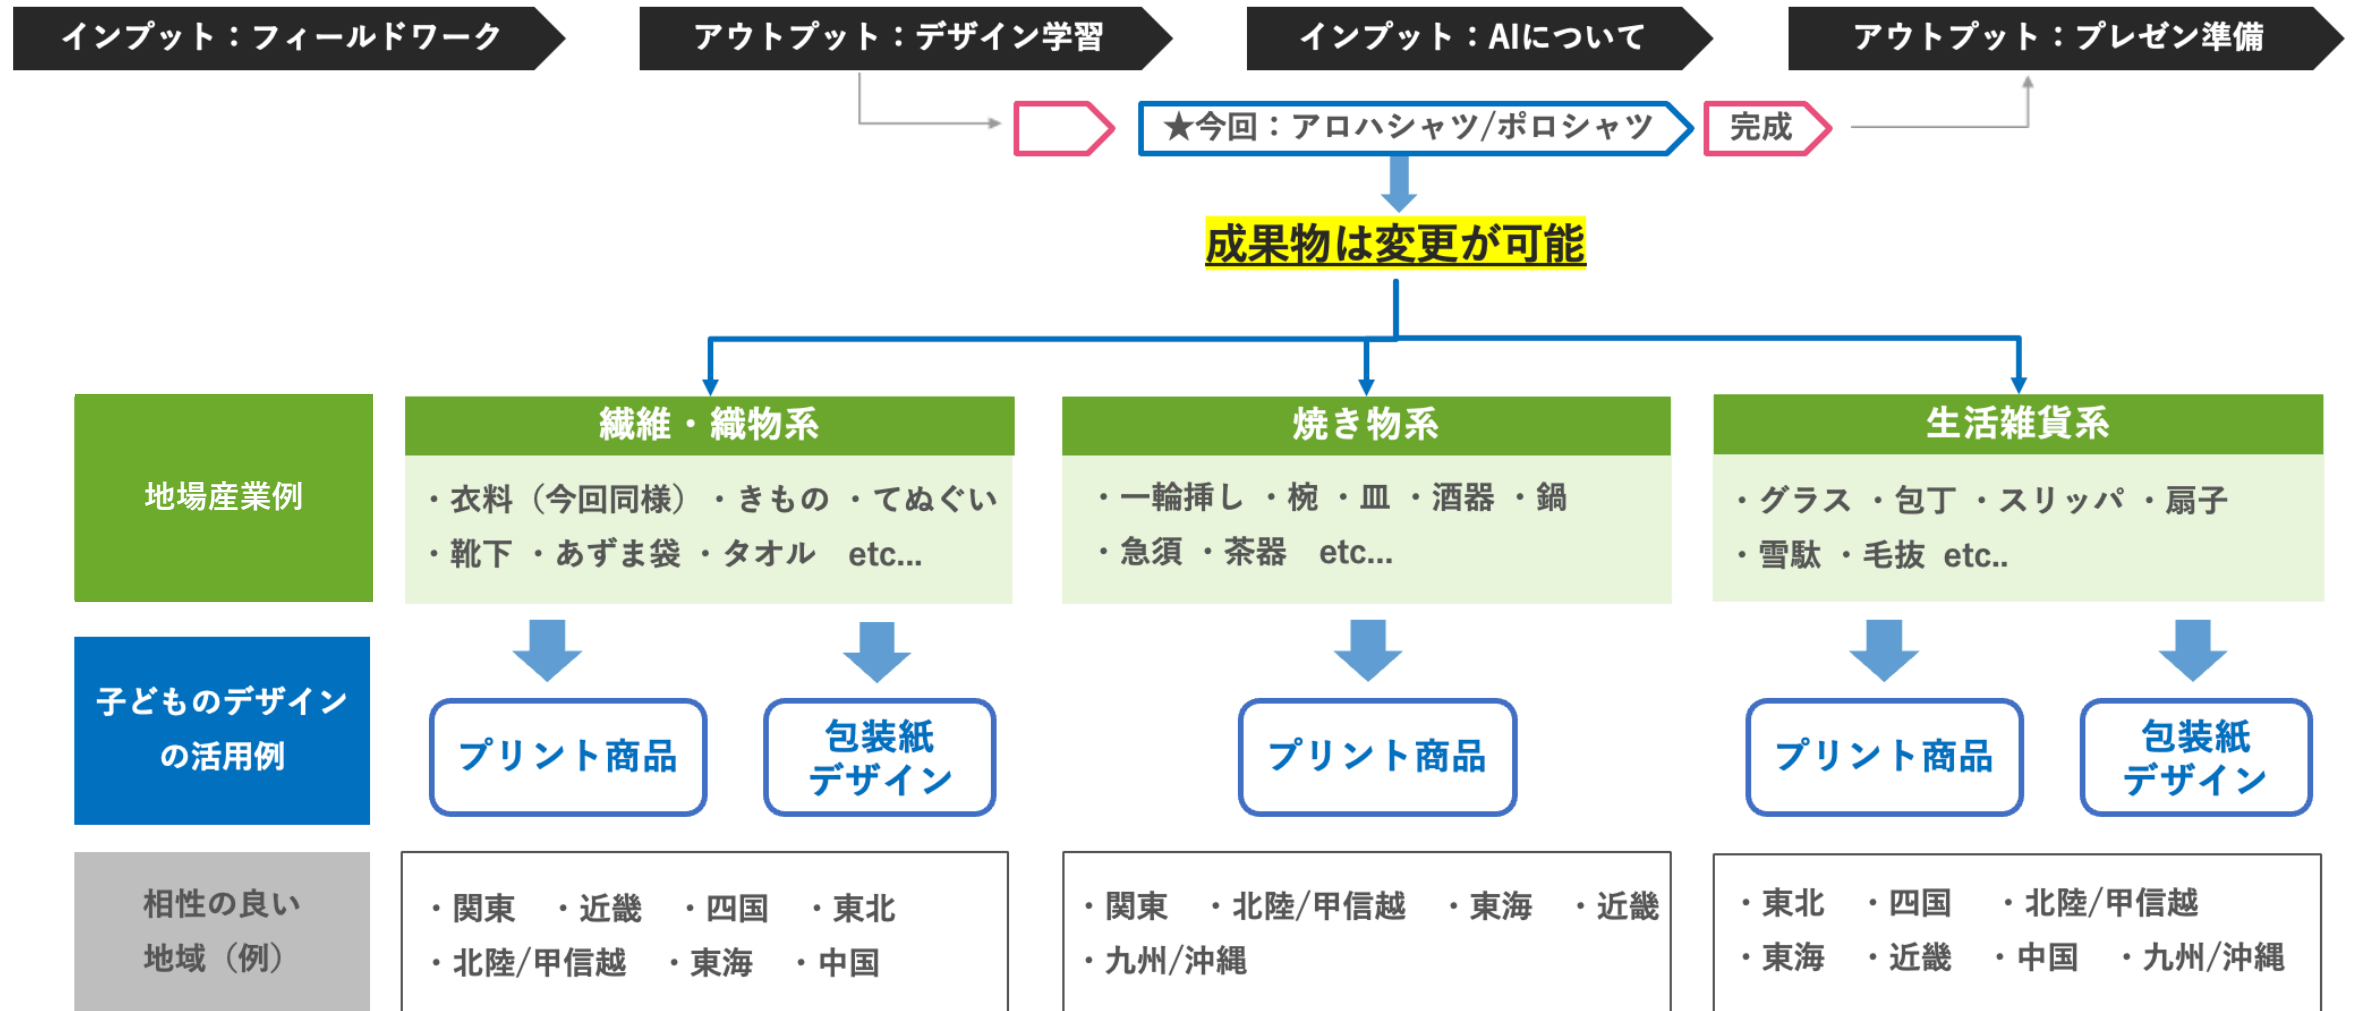 インプット：フィールドワーク
アウトプット：デザイン学習
インプット：AIについて
アウトプット：プレゼン準備
★今回：アロハシャツ/ポロシャツ
完成
成果物は変更が可能
地場産業例
繊維・織物系
・衣料（今回同様）・きもの ・てぬぐい
・靴下 ・あずま袋 ・タオル　etc...
焼き物系
・一輪挿し ・椀 ・皿 ・酒器 ・鍋
・急須 ・茶器　etc...
生活雑貨系
・グラス ・包丁 ・スリッパ ・扇子
・雪駄 ・毛抜 etc..
子どものデザイン
の活用例
プリント商品
包装紙
デザイン
プリント商品
プリント商品
包装紙
デザイン
相性の良い
地域（例）
・関東　・近畿　・四国　・東北
・北陸/甲信越　・東海　・中国
・関東　・北陸/甲信越　・東海　・近畿
・九州/沖縄
・東北　・四国　・北陸/甲信越
・東海　・近畿　・中国　・九州/沖縄